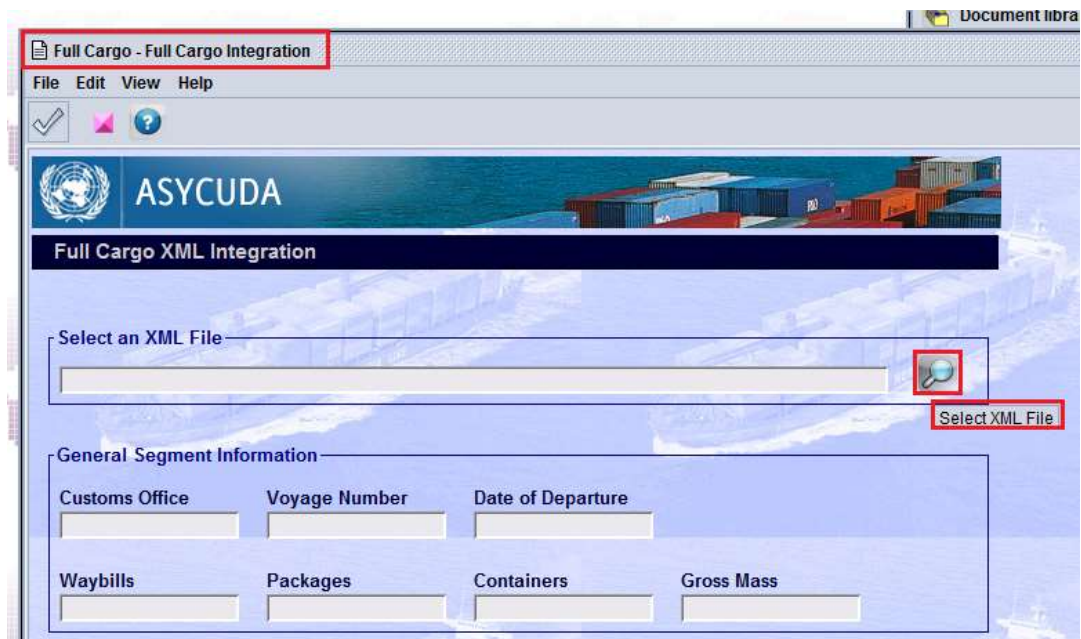 Document libra
Full Cargo - Full Cargo Integration
File Edit View Help
ASYCUDA
Full Cargo XML Integration
Select an XML File
Select XML File
General Segment Information
Customs Office Voyage Number Date of Departure
Waybills Packages Containers Gross Mass